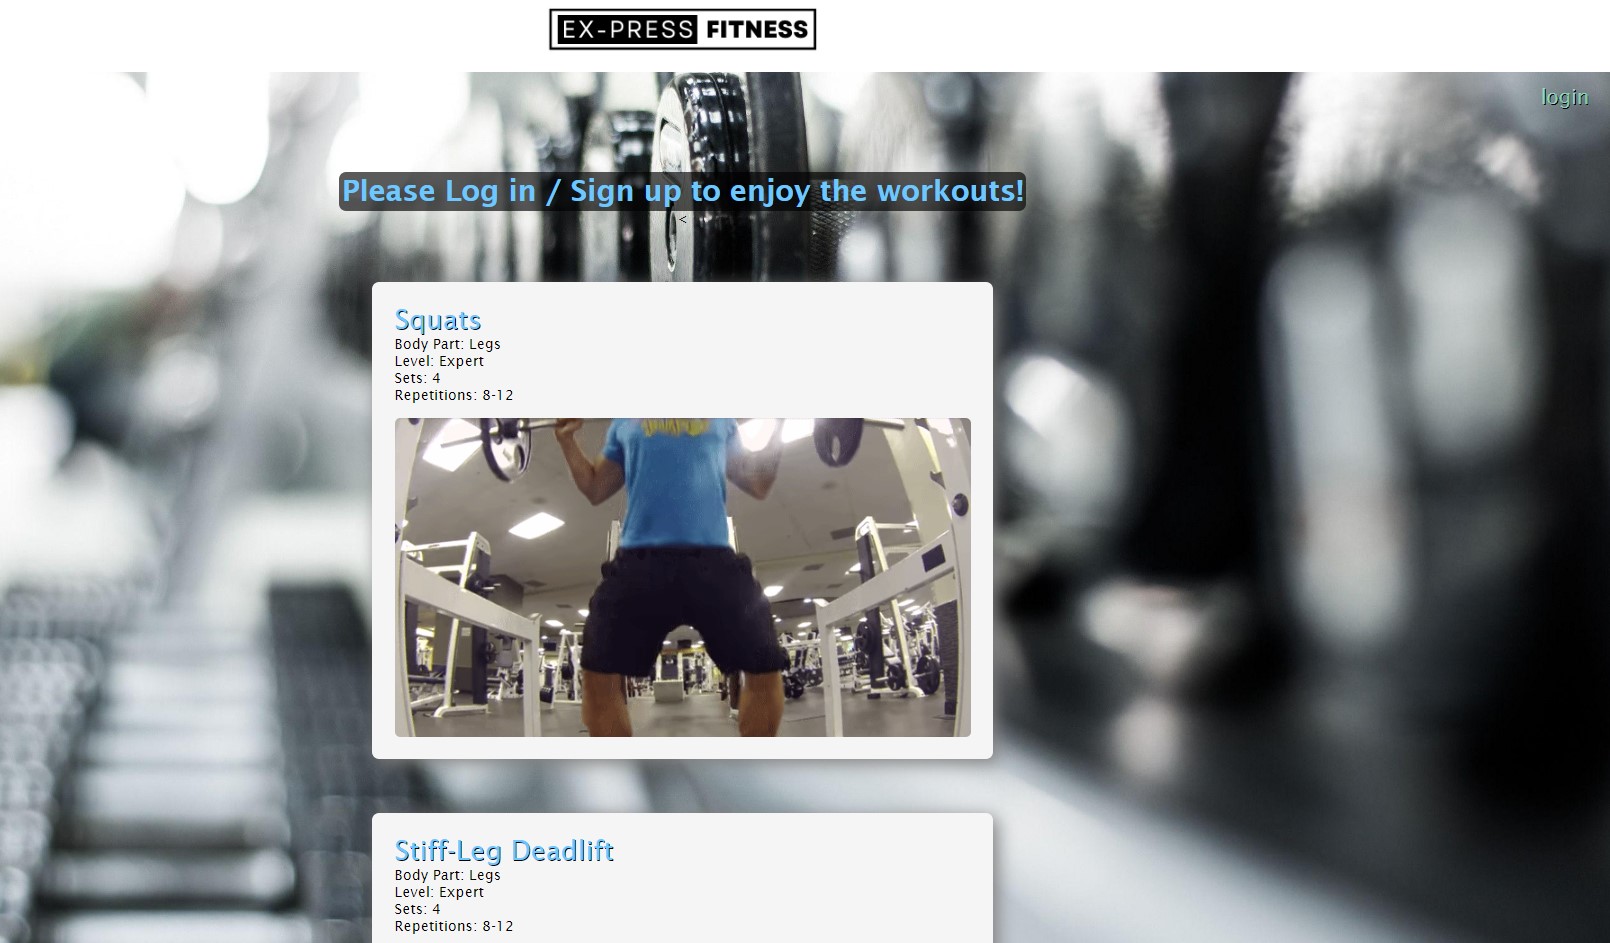 EX-PRESS FITNESS
login
Please Log in / Sign up to enjoy the workouts!
<
Squats
Body Part: Legs
Level: Expert
Sets: 4
Repetitions: 8-12
Stiff-Leg Deadlift
Body Part: Legs
Level: Expert
Sets: 4
Repetitions: 8-12